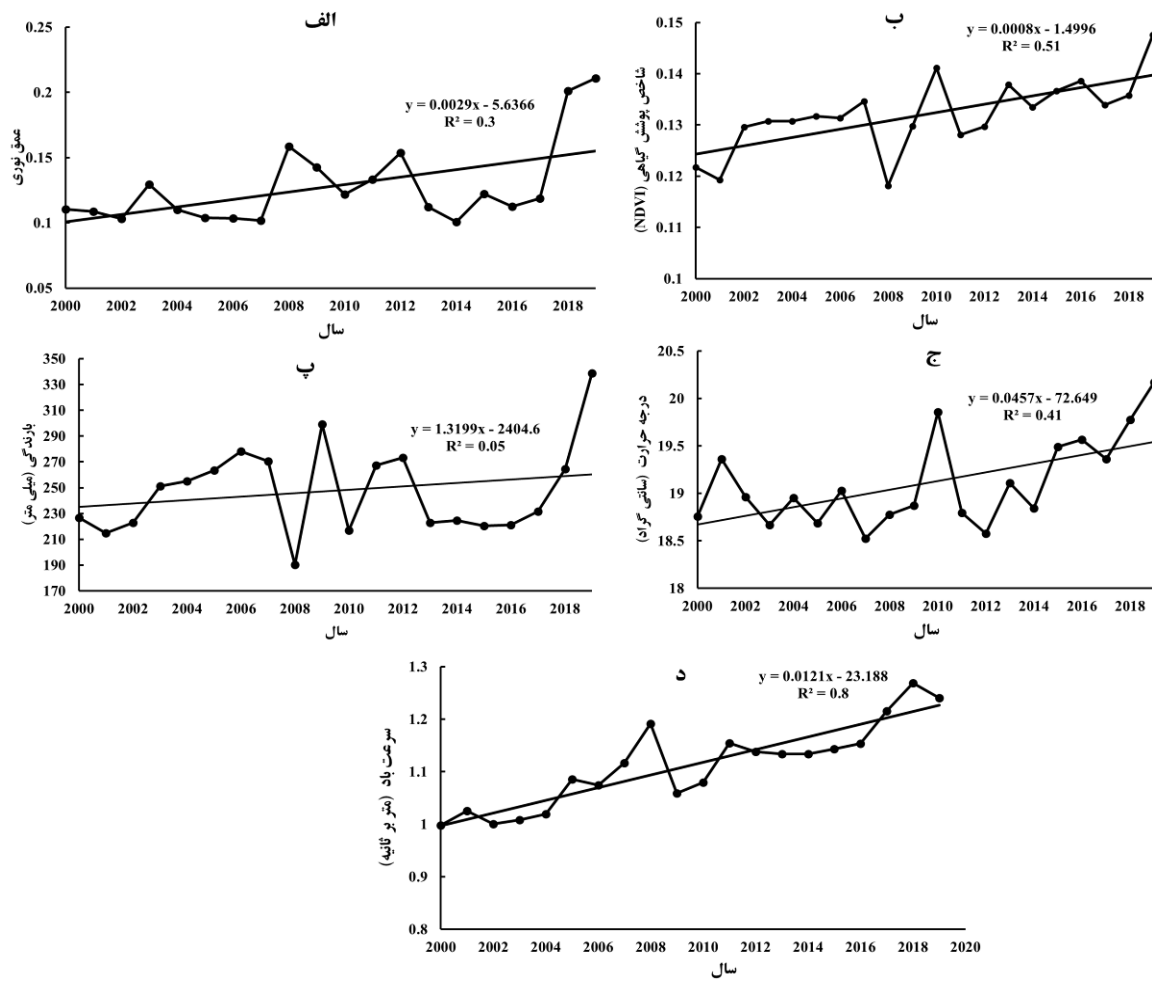 الف
y = 0.0029x - 5.6366
R² = 0.3
عمق نوری
0.25
0.2
0.15
0.1
0.05
2000 2002 2004 2006 2008 2010 2012 2014 2016 2018
سال
ب
y = 0.0008x - 1.4996
R² = 0.51
شاخص پوشش گیاهی (NDVI)
0.15
0.14
0.13
0.12
0.11
0.1
2000 2002 2004 2006 2008 2010 2012 2014 2016 2018
سال
پ
y = 1.3199x - 2404.6
R² = 0.05
بارندگی (میلی متر)
350
330
310
290
270
250
230
210
190
170
2000 2002 2004 2006 2008 2010 2012 2014 2016 2018
سال
ج
y = 0.0457x - 72.649
R² = 0.41
درجه حرارت (سانتی گراد)
20.5
20
19.5
19
18.5
18
2000 2002 2004 2006 2008 2010 2012 2014 2016 2018
سال
د
y = 0.0121x - 23.188
R² = 0.8
سرعت باد (متر بر ثانیه)
1.3
1.2
1.1
1
0.9
0.8
2000 2002 2004 2006 2008 2010 2012 2014 2016 2018 2020
سال